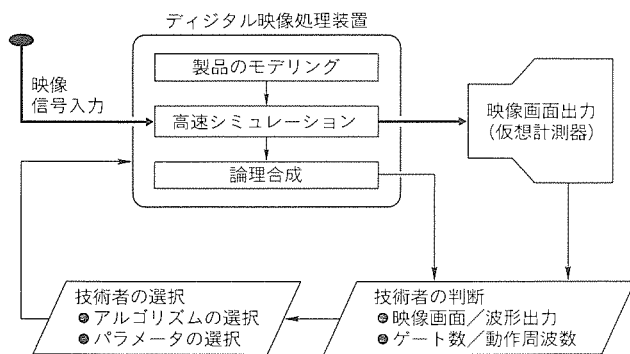 ディジタル映像処理装置
製品のモデリング
映像
信号入力
高速シミュレーション
映像画面出力
(仮想計測器)
論理合成
技術者の選択
●アルゴリズムの選択
●パラメータの選択
技術者の判断
●映像画面/波形出力
●ゲート数/動作周波数